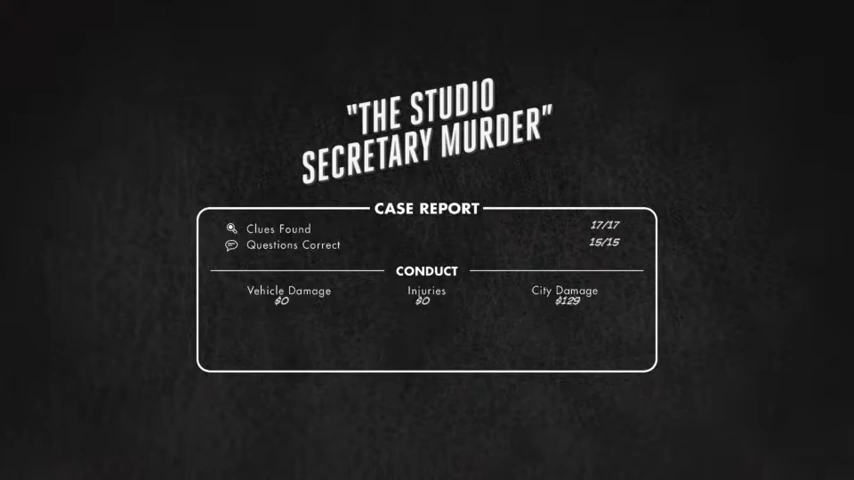 "THE STUDIO
SECRETARY MURDER"
CASE REPORT
Clues Found 17/17
Questions Correct 15/15
CONDUCT
Vehicle Damage Injuries City Damage
$0 $0 $129